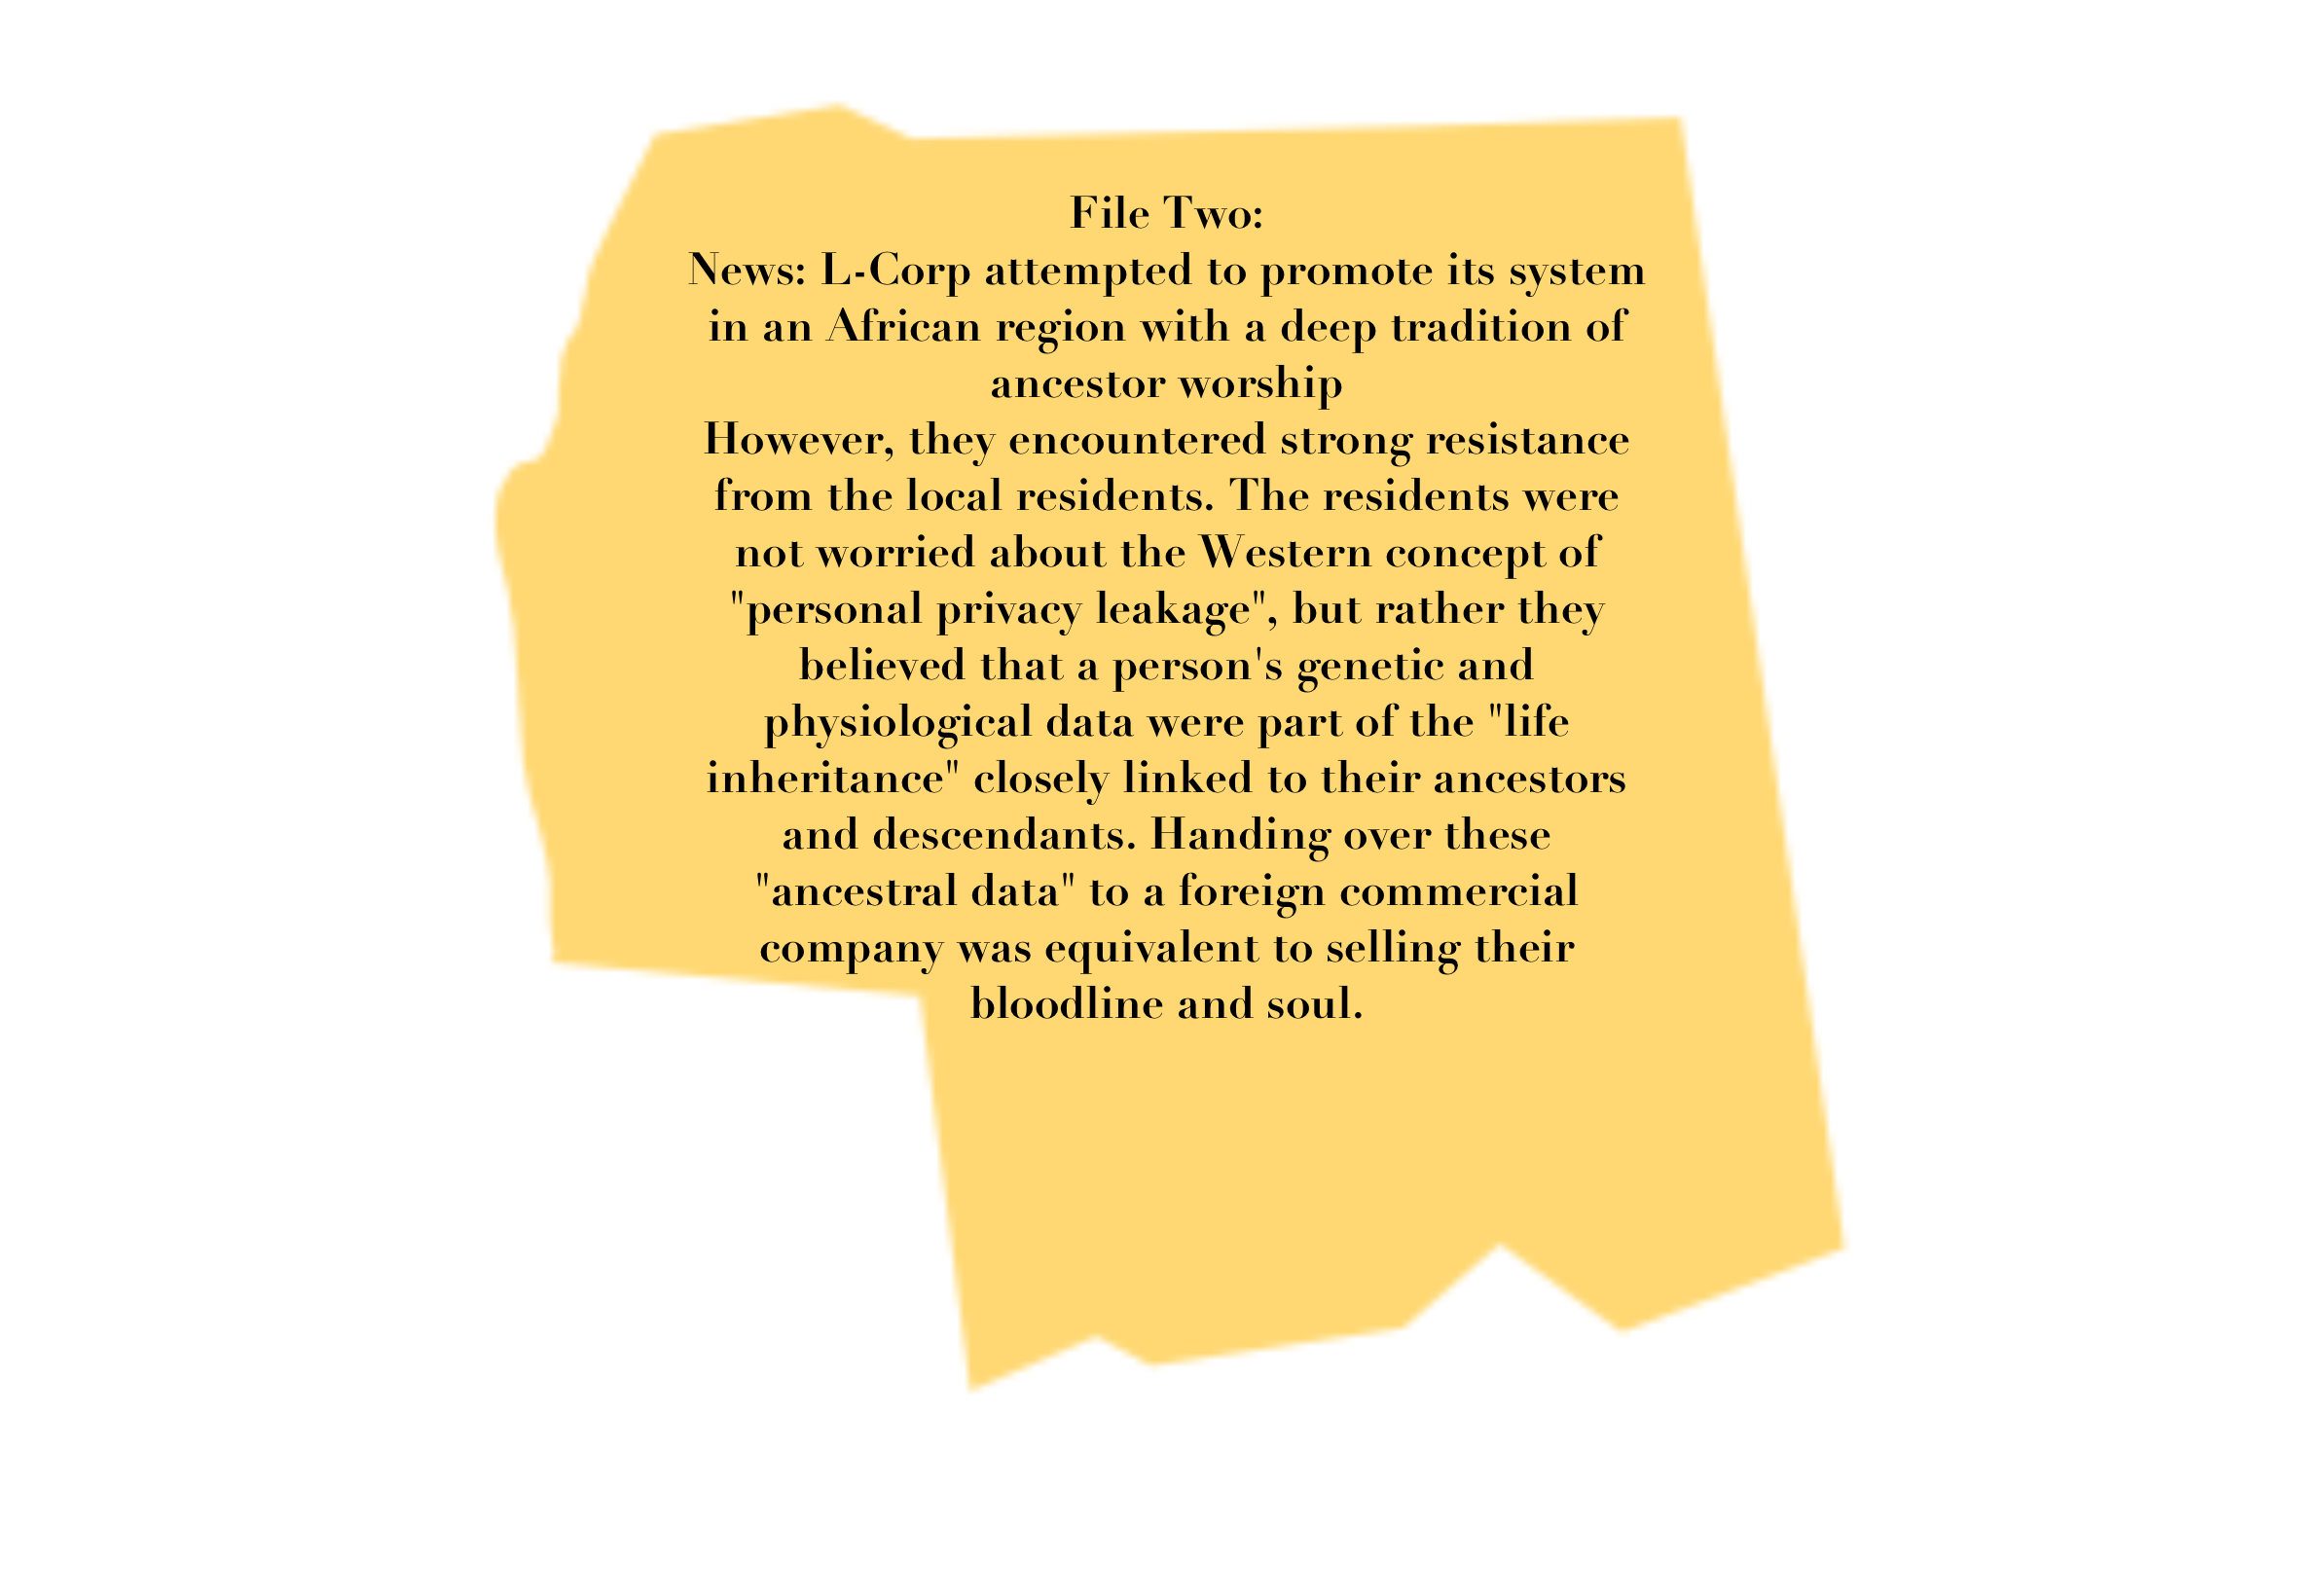 File Two:
News: L-Corp attempted to promote its system
in an African region with a deep tradition of
ancestor worship
However, they encountered strong resistance
from the local residents. The residents were
not worried about the Western concept of
"personal privacy leakage", but rather they
believed that a person's genetic and
physiological data were part of the "life
inheritance" closely linked to their ancestors
and descendants. Handing over these
"ancestral data" to a foreign commercial
company was equivalent to selling their
bloodline and soul.